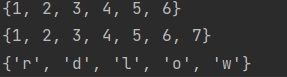 {1, 2, 3, 4, 5, 6}
{1, 2, 3, 4, 5, 6, 7}
{'r', 'd', 'l', 'o', 'w'}